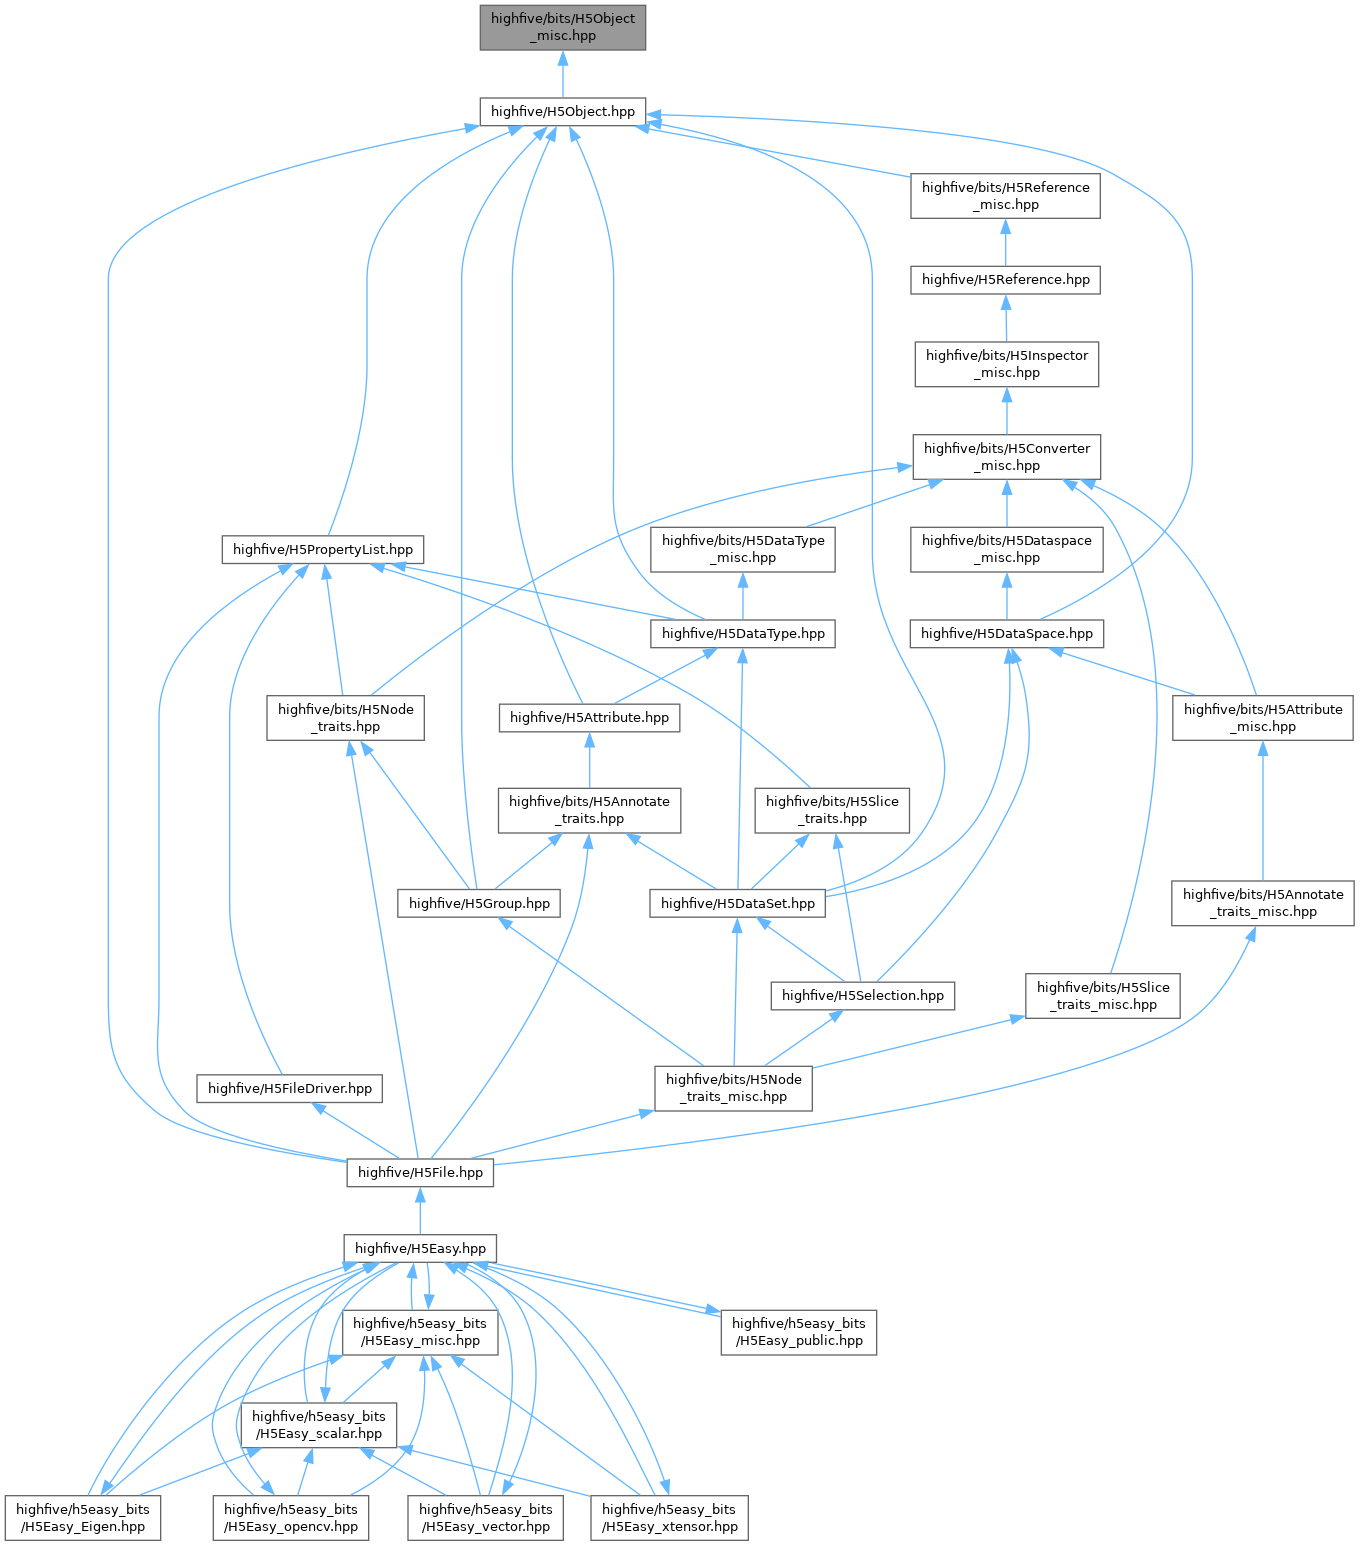 highfive/bits/H5Object
_misc.hpp
highfive/H5Object.hpp
highfive/bits/H5Reference
_misc.hpp
highfive/H5Reference.hpp
highfive/bits/H5Inspector
_misc.hpp
highfive/bits/H5Converter
_misc.hpp
highfive/H5PropertyList.hpp
highfive/bits/H5DataType
_misc.hpp
highfive/bits/H5Dataspace
_misc.hpp
highfive/H5DataType.hpp
highfive/H5DataSpace.hpp
highfive/bits/H5Node
_traits.hpp
highfive/H5Attribute.hpp
highfive/bits/H5Attribute
_misc.hpp
highfive/bits/H5Annotate
_traits.hpp
highfive/bits/H5Slice
_traits.hpp
highfive/H5Group.hpp
highfive/H5DataSet.hpp
highfive/bits/H5Annotate
_traits_misc.hpp
highfive/H5Selection.hpp
highfive/bits/H5Slice
_traits_misc.hpp
highfive/H5FileDriver.hpp
highfive/bits/H5Node
_traits_misc.hpp
highfive/H5File.hpp
highfive/H5Easy.hpp
highfive/h5easy_bits
/H5Easy_misc.hpp
highfive/h5easy_bits
/H5Easy_public.hpp
highfive/h5easy_bits
/H5Easy_scalar.hpp
highfive/h5easy_bits
/H5Easy_Eigen.hpp
highfive/h5easy_bits
/H5Easy_opencv.hpp
highfive/h5easy_bits
/H5Easy_vector.hpp
highfive/h5easy_bits
/H5Easy_xtensor.hpp